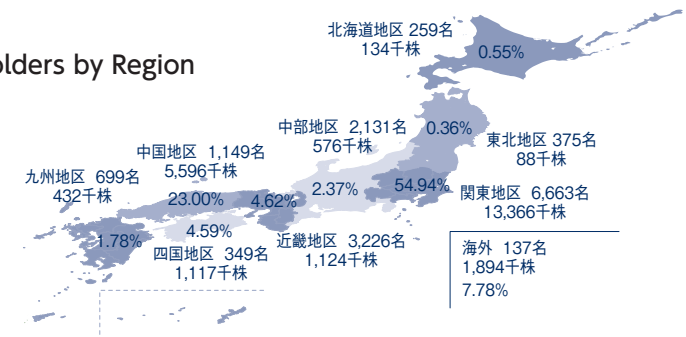 olders by Region
北海道地区 259名
134千株
0.55%
中部地区 2,131名
576千株
0.36%
東北地区 375名
88千株
中国地区 1,149名
5,596千株
九州地区 699名
432千株
23.00%
4.62%
2.37%
54.94%
関東地区 6,663名
13,366千株
1.78%
4.59%
四国地区 349名
1,117千株
近畿地区 3,226名
1,124千株
海外 137名
1,894千株
7.78%